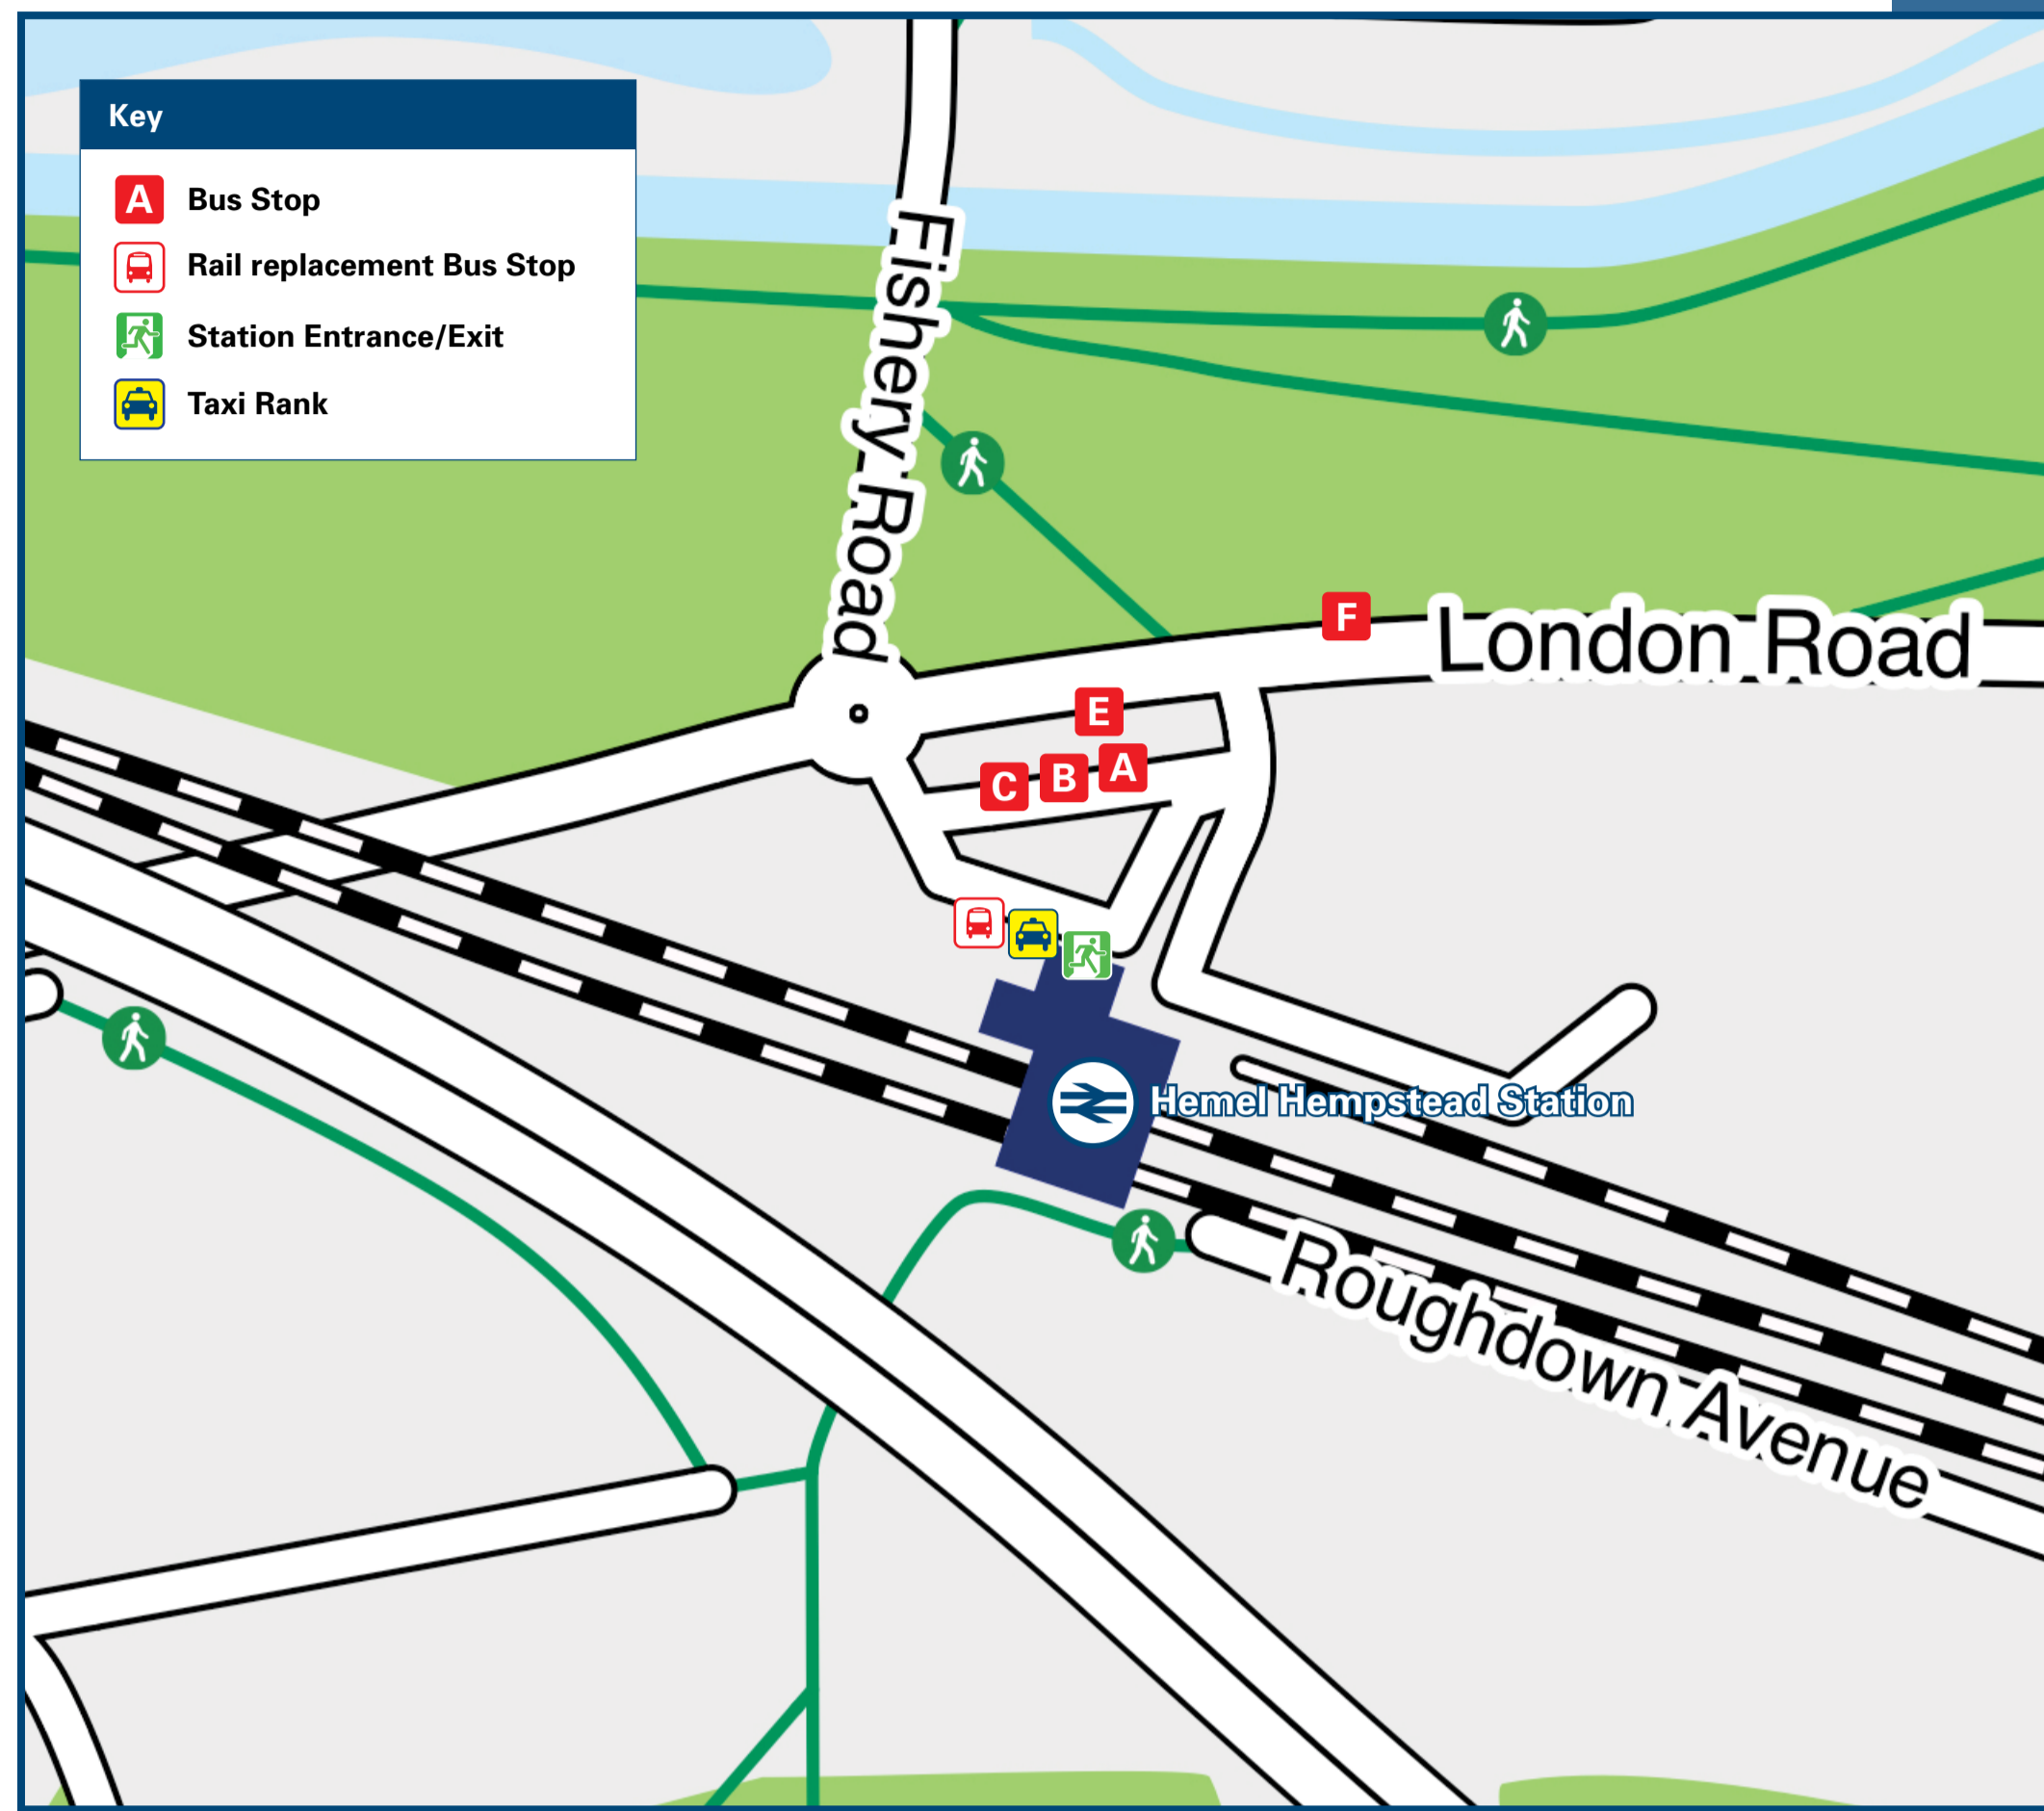 Key
A Bus Stop
Rail replacement Bus Stop
Station Entrance/Exit
Taxi Rank
Fishery Road
F
London Road
E
A
B
C
Hemel Hempstead Station
Roughdown Avenue